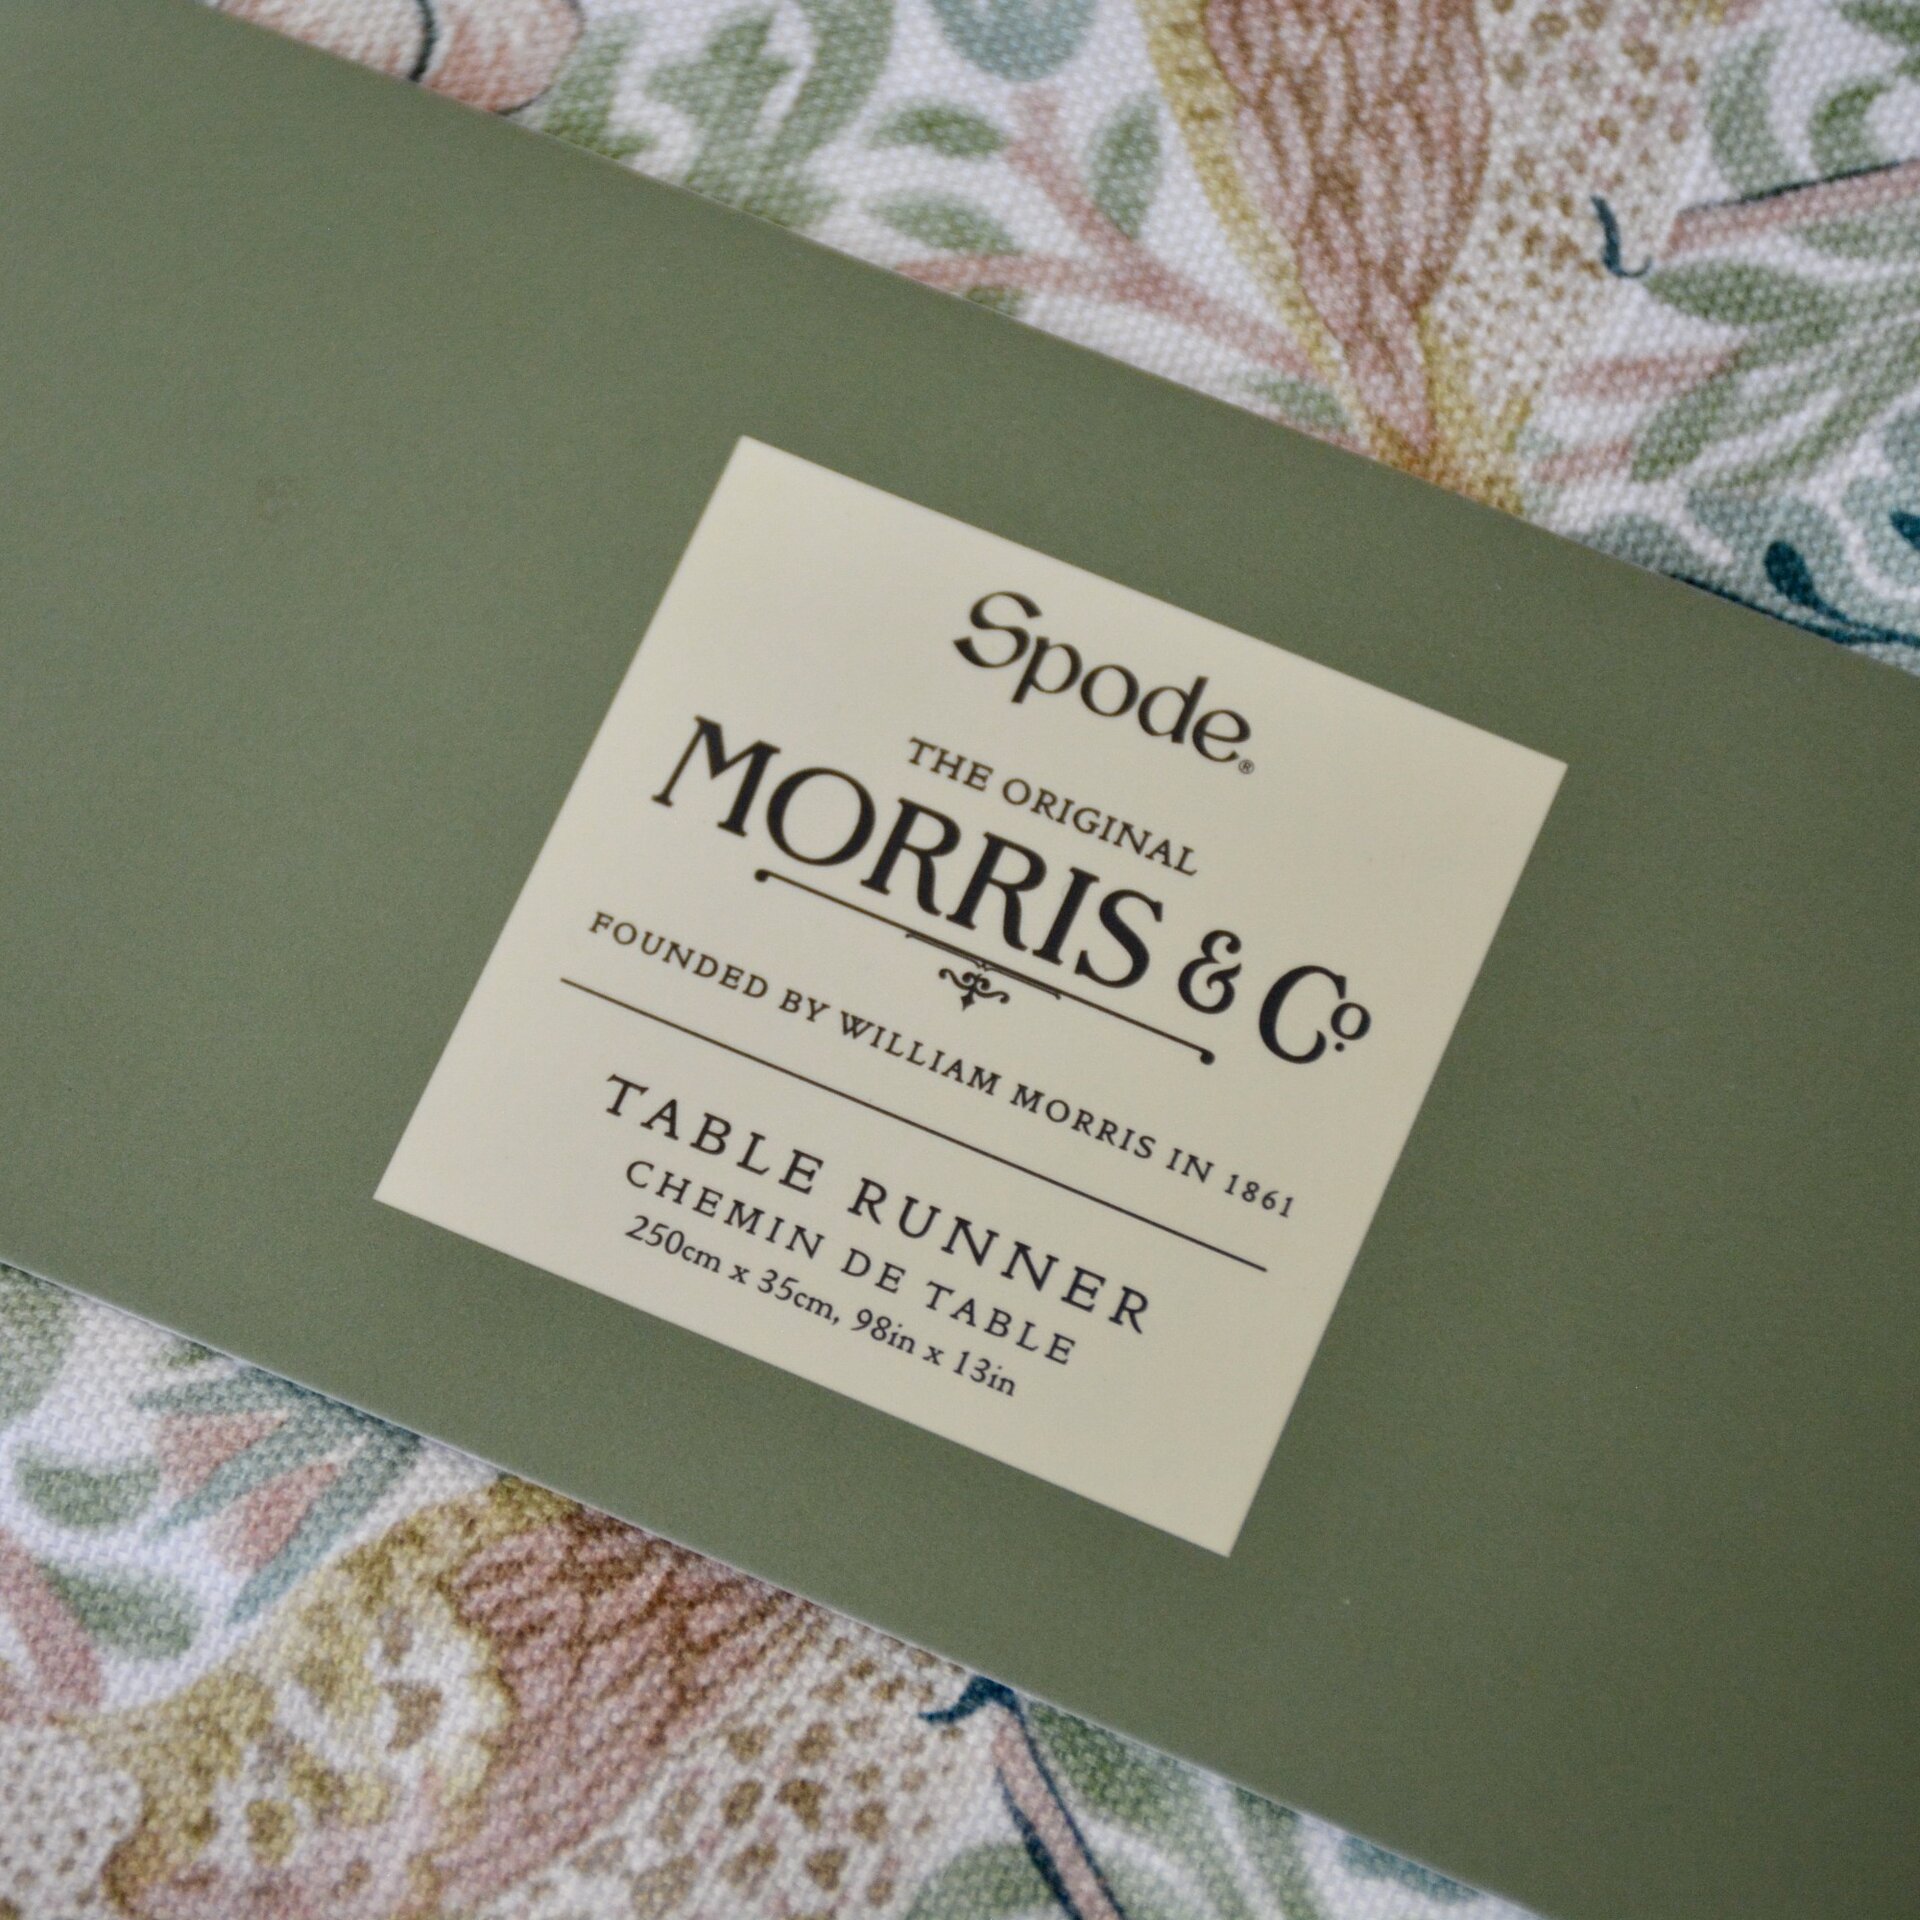 Spode®
THE ORIGINAL
MORRIS & Co.
FOUNDED BY WILLIAM MORRIS IN 1861
TABLE RUNNER
CHEMIN DE TABLE
250cm x 35cm, 98in x 13in